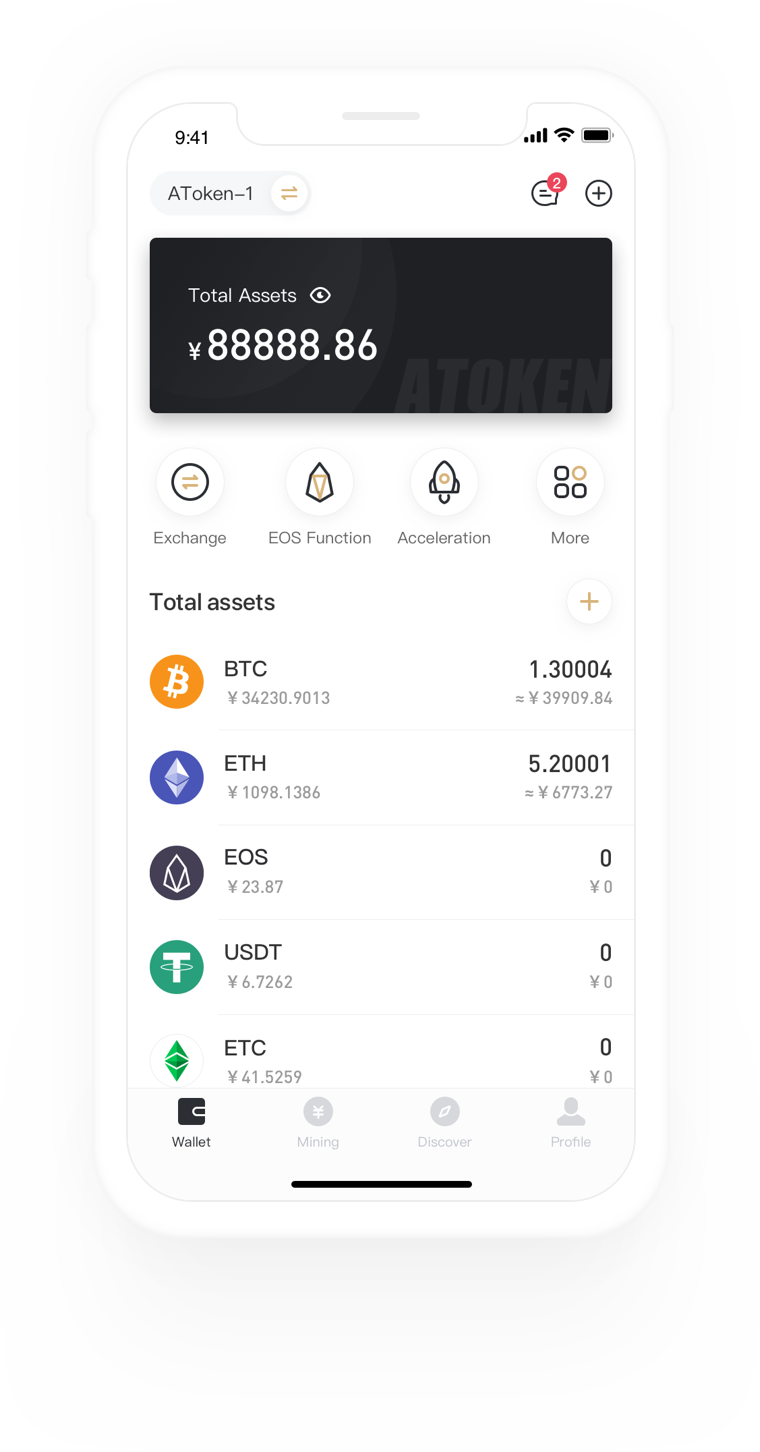 9:41
AToken-1
2
Total Assets
¥ 88888.86
ATOKEN
Exchange EOS Function Acceleration More
Total assets
BTC 1.30004
¥ 34230.9013 ≈ ¥ 39909.84
ETH 5.20001
¥ 1098.1386 ≈ ¥ 6773.27
EOS 0
¥ 23.87 ¥ 0
USDT 0
¥ 6.7262 ¥ 0
ETC 0
¥ 41.5259 ¥ 0
Wallet Mining Discover Profile